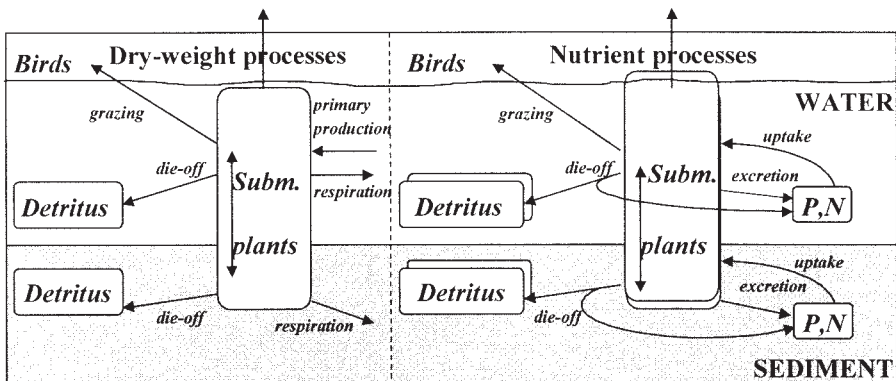 Dry-weight processes
Nutrient processes
Birds
Birds
WATER
grazing
primary
production
grazing
uptake
die-off
Subm.
respiration
die-off
Subm.
excretion
Detritus
Detritus
P,N
plants
plants
uptake
Detritus
Detritus
excretion
die-off
respiration
die-off
P,N
SEDIMENT